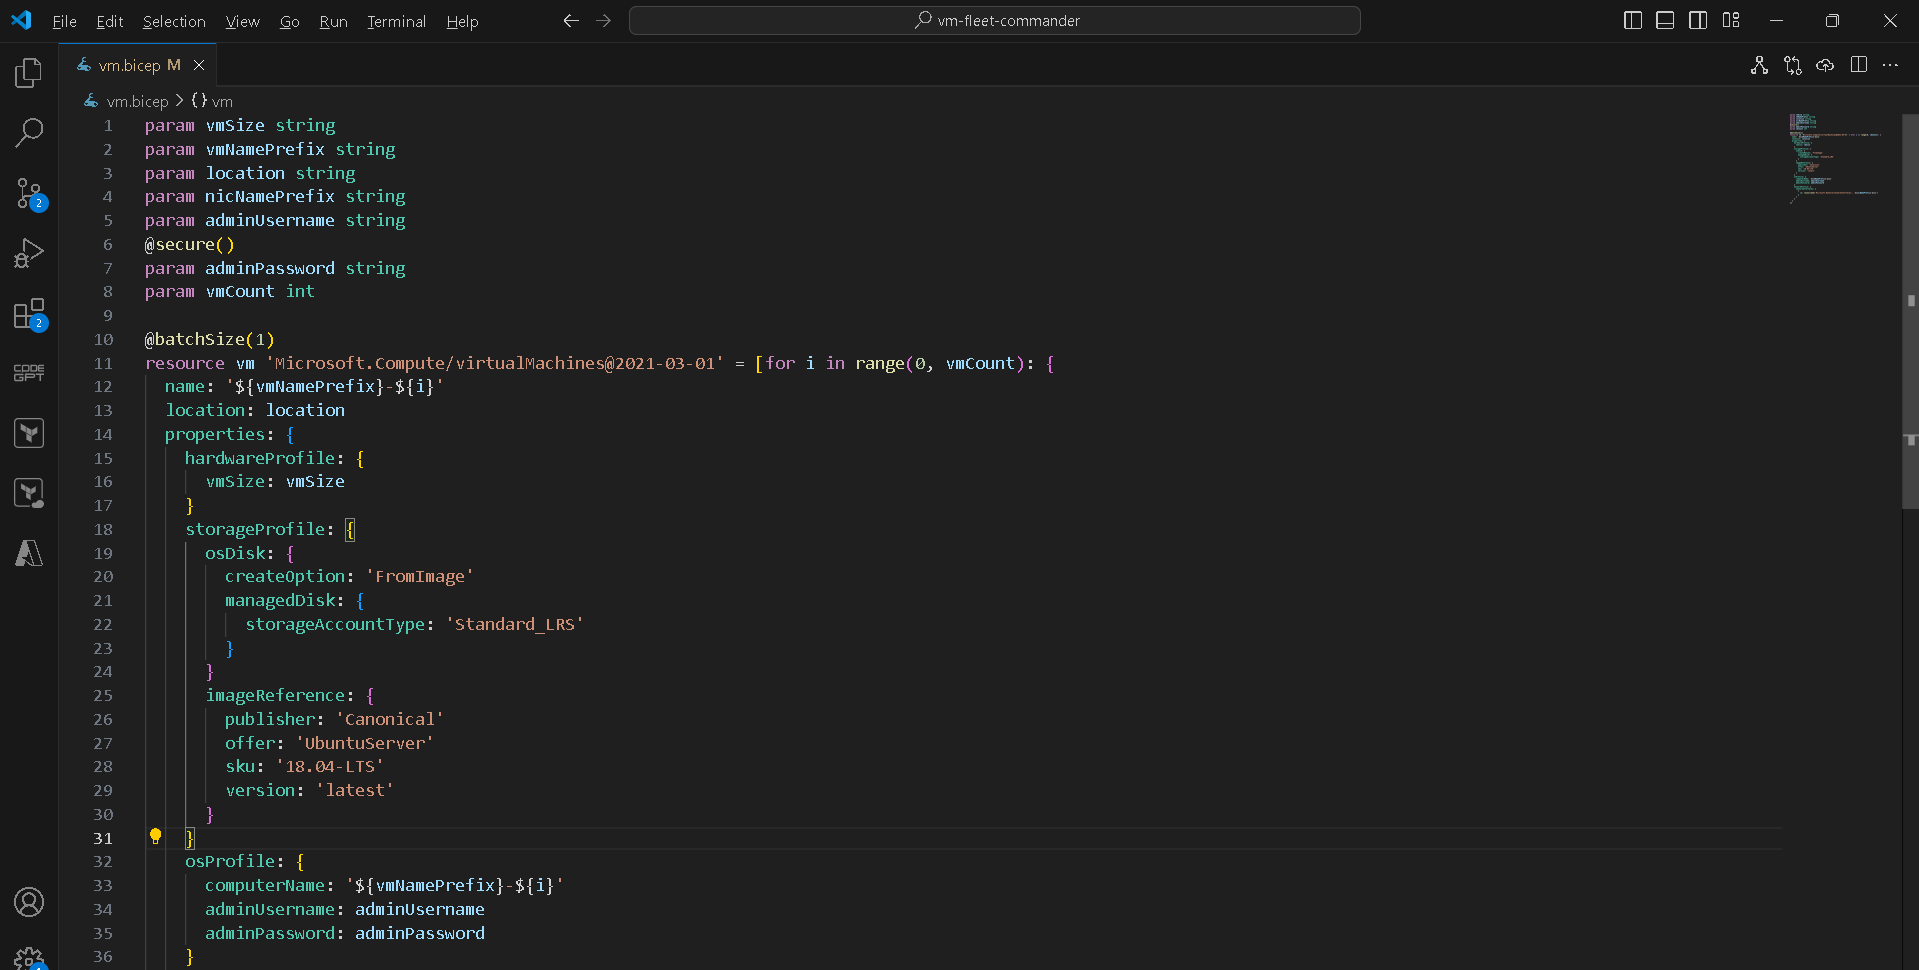 File Edit Selection View Go Run Terminal Help
vm-fleet-commander
vm.bicep M
vm.bicep > {} vm
1 param vmSize string
2 param vmNamePrefix string
3 param location string
4 param nicNamePrefix string
5 param adminUsername string
6 @secure()
7 param adminPassword string
8 param vmCount int
9
10 @batchSize(1)
11 resource vm 'Microsoft.Compute/virtualMachines@2021-03-01' = [for i in range(0, vmCount): {
12 name: '${vmNamePrefix}-${i}'
13 location: location
14 properties: {
15 hardwareProfile: {
16 vmSize: vmSize
17 }
18 storageProfile: {
19 osDisk: {
20 createOption: 'FromImage'
21 managedDisk: {
22 storageAccountType: 'Standard_LRS'
23 }
24 }
25 imageReference: {
26 publisher: 'Canonical'
27 offer: 'UbuntuServer'
28 sku: '18.04-LTS'
29 version: 'latest'
30 }
31 }
32 osProfile: {
33 computerName: '${vmNamePrefix}-${i}'
34 adminUsername: adminUsername
35 adminPassword: adminPassword
36 }
2
2
CODE
GPT